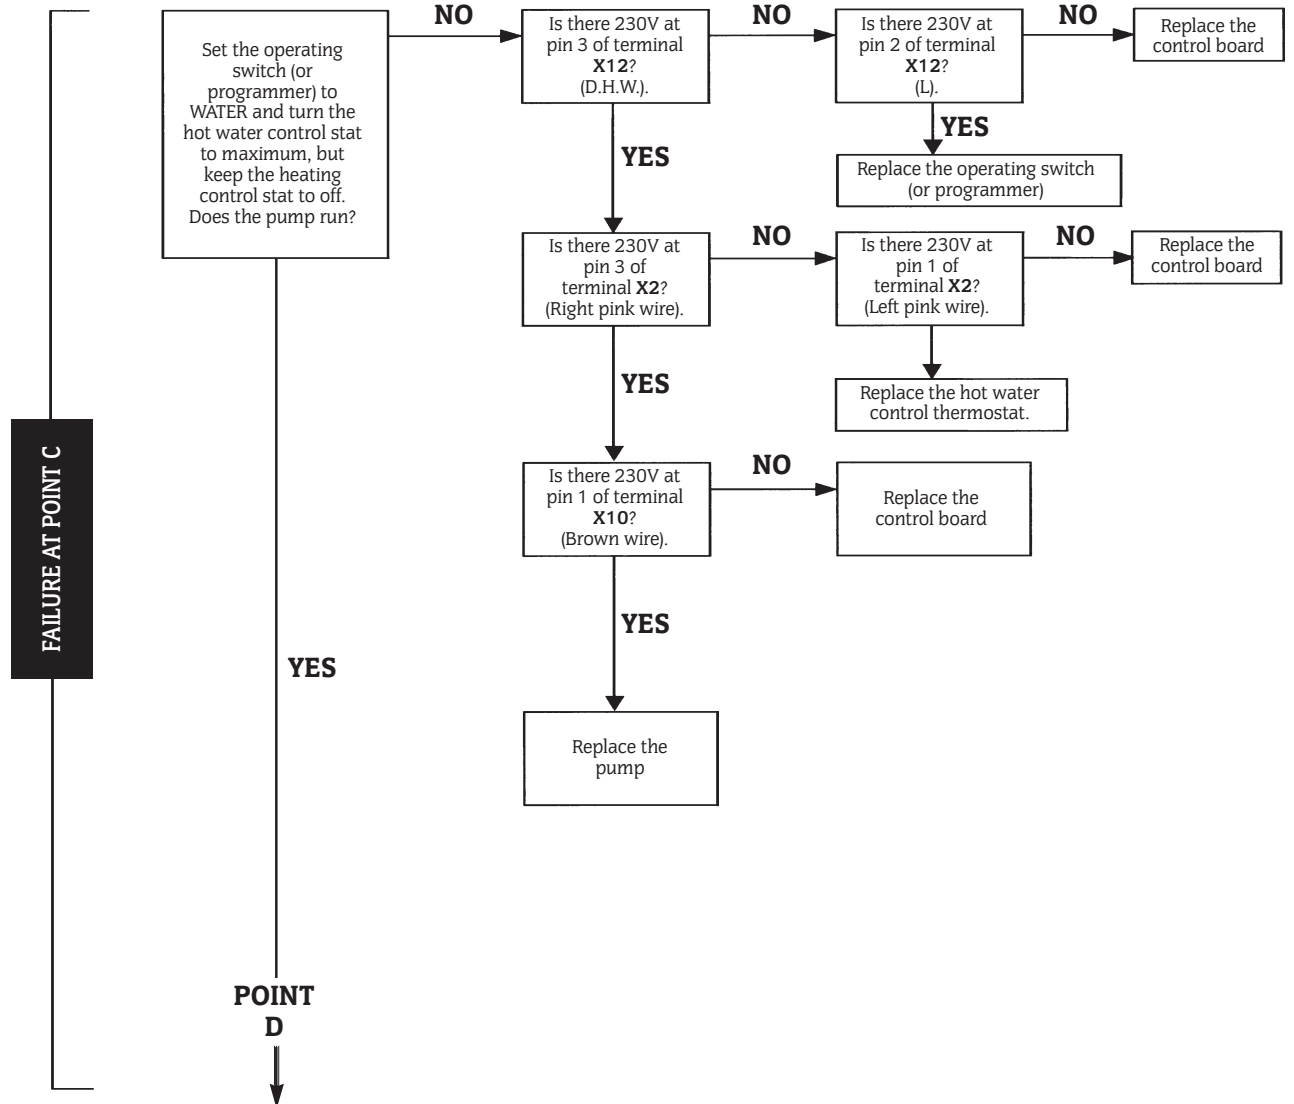 FAILURE AT POINT C
Set the operating
switch (or
programmer) to
WATER and turn the
hot water control stat
to maximum, but
keep the heating
control stat to off.
Does the pump run?
NO
Is there 230V at
pin 3 of terminal
X12?
(D.H.W.).
NO
Is there 230V at
pin 2 of terminal
X12?
(L).
NO
Replace the
control board
YES
Replace the operating switch
(or programmer)
YES
Is there 230V at
pin 3 of
terminal X2?
(Right pink wire).
NO
Is there 230V at
pin 1 of
terminal X2?
(Left pink wire).
NO
Replace the
control board
Replace the hot water
control thermostat.
YES
Is there 230V at
pin 1 of terminal
X10?
(Brown wire).
NO
Replace the
control board
YES
Replace the
pump
YES
POINT
D